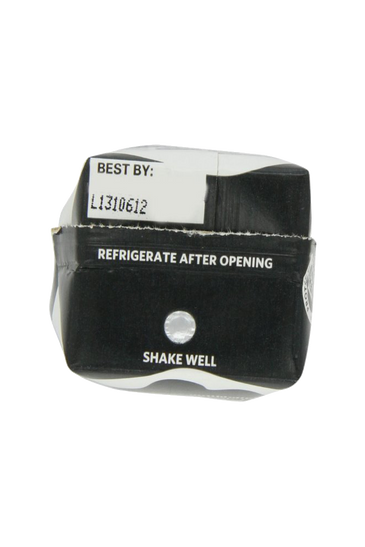 BEST BY:
L1310612
REFRIGERATE AFTER OPENING
SHAKE WELL